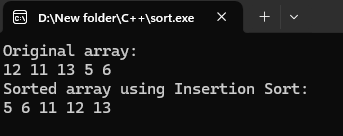 D:\New folder\C++\sort.exe
Original array:
12 11 13 5 6
Sorted array using Insertion Sort:
5 6 11 12 13